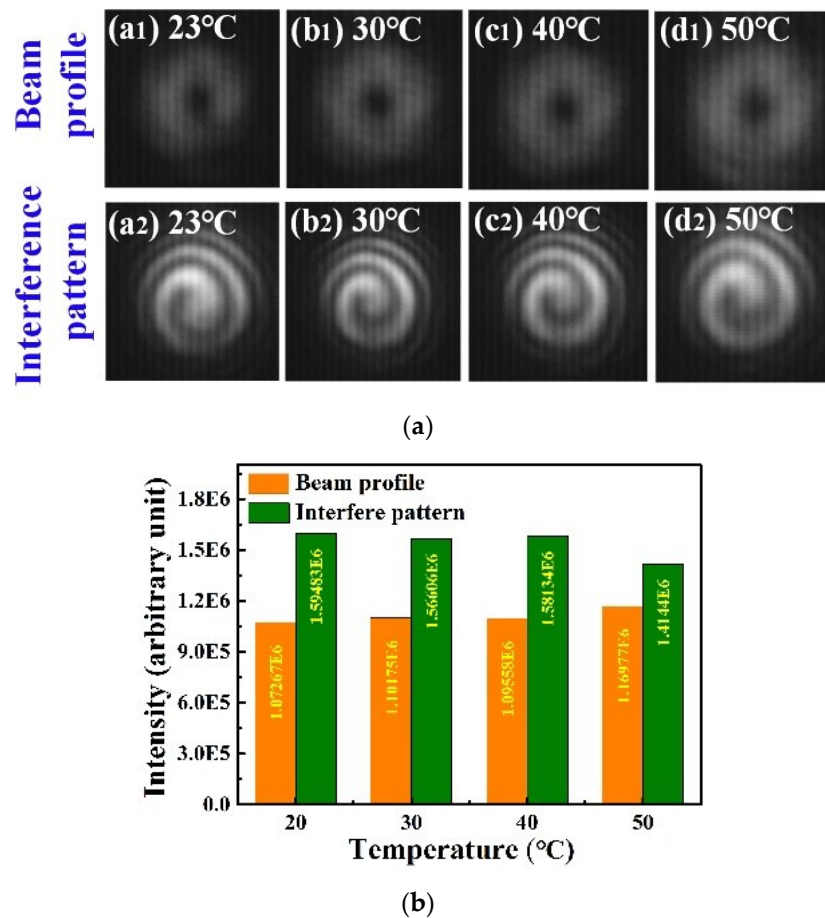 (a1) 23℃
(b1) 30℃
(c1) 40℃
(d1) 50℃
Beam
profile
(a2) 23℃
(b2) 30℃
(c2) 40℃
(d2) 50℃
Interference
pattern
(a)
Beam profile
Interfere pattern
Intensity (arbitrary unit)
1.8E6
1.5E6
1.2E6
9.0E5
6.0E5
3.0E5
0.0
1.07267E6
1.59483E6
1.10175E6
1.56606E6
1.09558E6
1.58134E6
1.16977E6
1.4144E6
20
30
40
50
Temperature (℃)
(b)